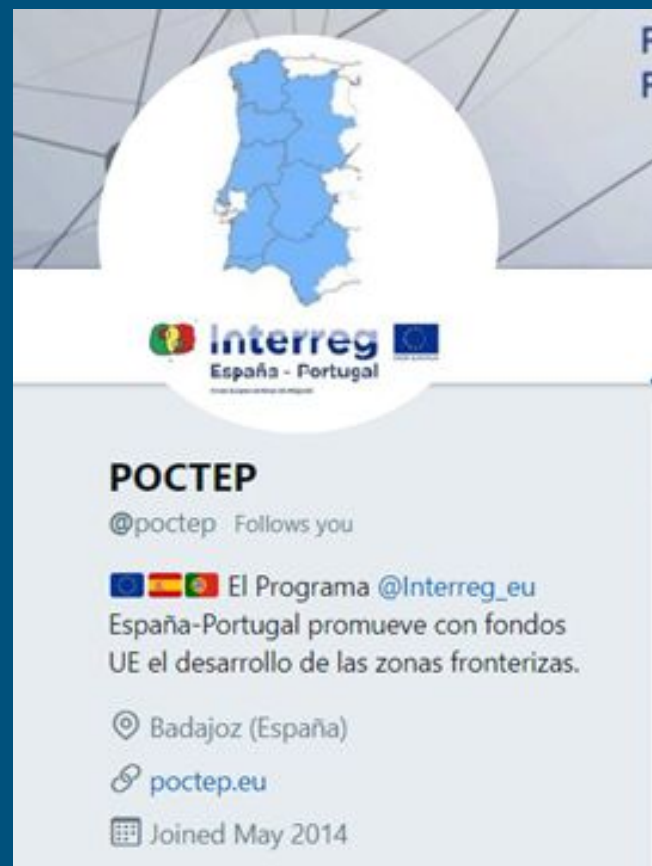 Interreg
España - Portugal
POCTEP
@poctep Follows you
El Programa @Interreg_eu
España-Portugal promueve con fondos
UE el desarrollo de las zonas fronterizas.
Badajoz (España)
poctep.eu
Joined May 2014